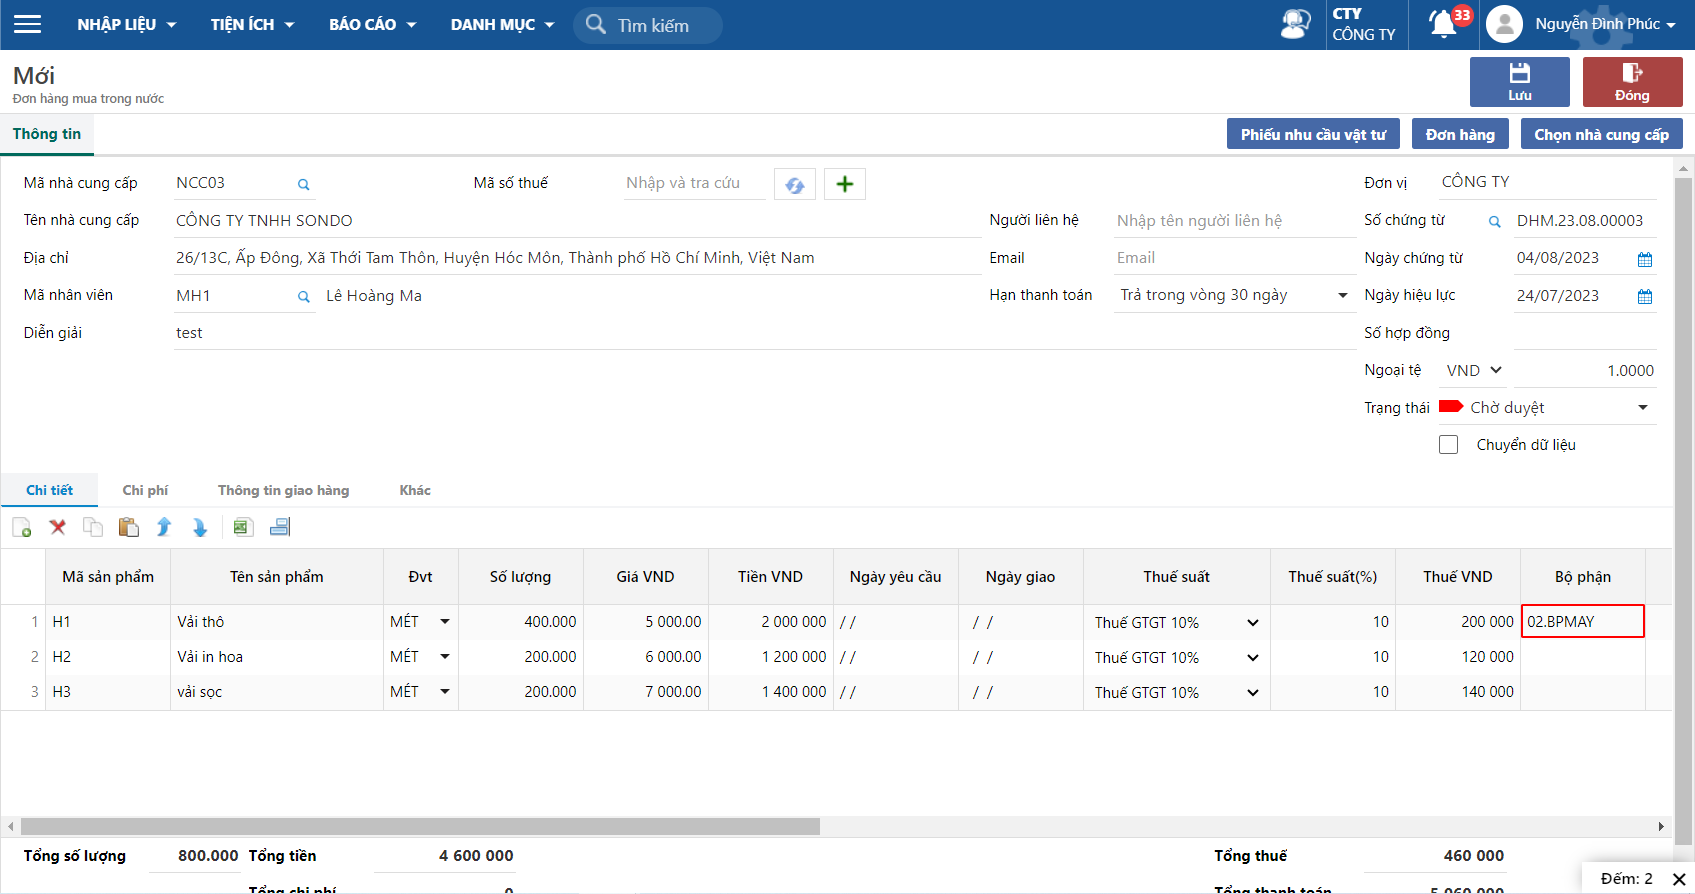 NHẬP LIỆU TIỆN ÍCH BÁO CÁO DANH MỤC Tìm kiếm CTY CÔNG TY 33 Nguyễn Đình Phúc
Mới
Đơn hàng mua trong nước
Lưu Đóng
Thông tin Phiếu nhu cầu vật tư Đơn hàng Chọn nhà cung cấp
Mã nhà cung cấp NCC03 Mã số thuế Nhập và tra cứu Đơn vị CÔNG TY
Tên nhà cung cấp CÔNG TY TNHH SONDO Người liên hệ Nhập tên người liên hệ Số chứng từ DHM.23.08.00003
Địa chỉ 26/13C, Ấp Đông, Xã Thới Tam Thôn, Huyện Hóc Môn, Thành phố Hồ Chí Minh, Việt Nam Email Email Ngày chứng từ 04/08/2023
Mã nhân viên MH1 Lê Hoàng Ma Hạn thanh toán Trả trong vòng 30 ngày Ngày hiệu lực 24/07/2023
Diễn giải test Số hợp đồng
Ngoại tệ VND 1.0000
Trạng thái Chờ duyệt
Chuyển dữ liệu
Chi tiết Chi phí Thông tin giao hàng Khác
Mã sản phẩm Tên sản phẩm Đvt Số lượng Giá VND Tiền VND Ngày yêu cầu Ngày giao Thuế suất Thuế suất(%) Thuế VND Bộ phận
1 H1 Vải thô MÉT 400.000 5 000.00 2 000 000 / / / / Thuế GTGT 10% 10 200 000 02.BPMAY
2 H2 Vải in hoa MÉT 200.000 6 000.00 1 200 000 / / / / Thuế GTGT 10% 10 120 000
3 H3 vải sọc MÉT 200.000 7 000.00 1 400 000 / / / / Thuế GTGT 10% 10 140 000
Tổng số lượng 800.000 Tổng tiền 4 600 000 Tổng thuế 460 000
Đếm: 2
Tổng chi phí 0 Tổng thanh toán 5 060 000